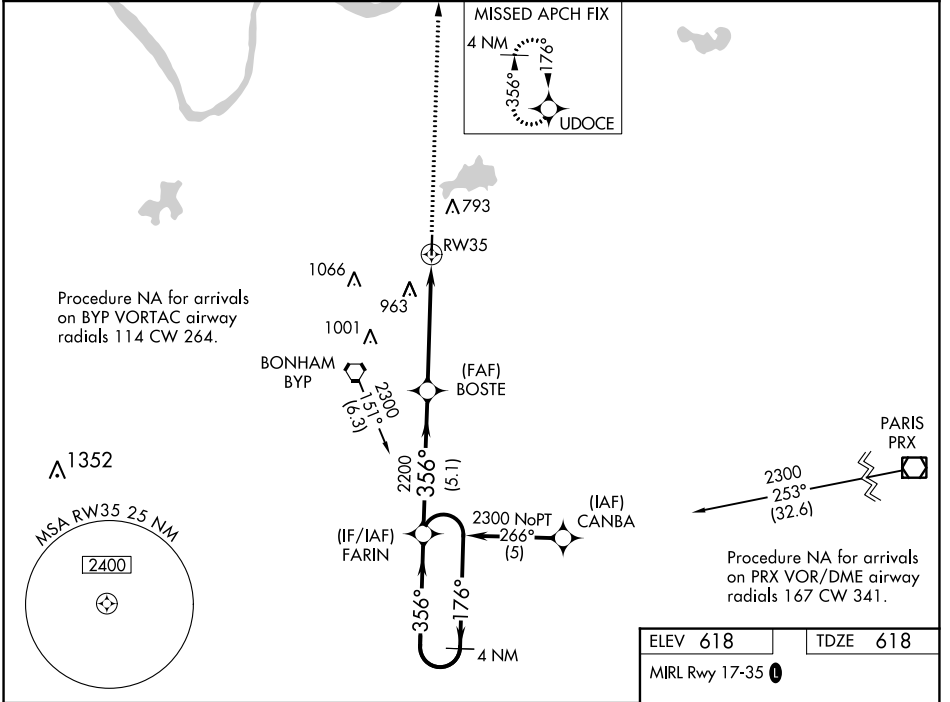 MISSED APCH FIX
4 NM
356°
176°
UDOCE
793
RW35
1066
963
1001
Procedure NA for arrivals
on BYP VORTAC airway
radials 114 CW 264.
BONHAM
BYP
2300
151°
(6.3)
(FAF)
BOSTE
1352
2200
356°
(5.1)
PARIS
PRX
2300
253°
(32.6)
MSA RW35 25 NM
2400
(IF/IAF)
FARIN
2300 NoPT
266°
(5)
(IAF)
CANBA
356°
176°
4 NM
Procedure NA for arrivals
on PRX VOR/DME airway
radials 167 CW 341.
ELEV 618
TDZE 618
MIRL Rwy 17-35 L